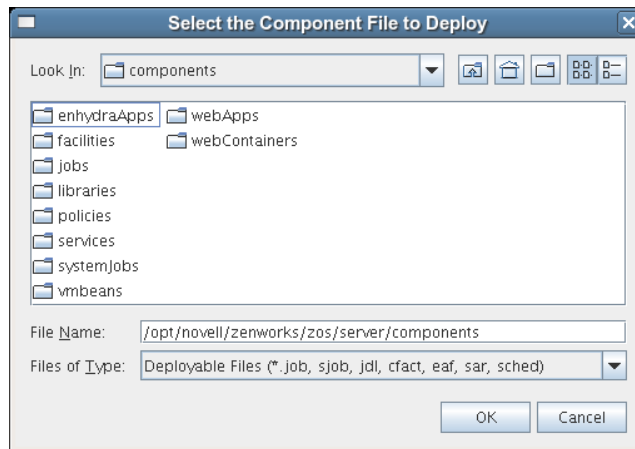 Select the Component File to Deploy
Look In: components
enhydraApps webApps
facilities webContainers
jobs
libraries
policies
services
systemJobs
vmbeans
File Name: /opt/novell/zenworks/zos/server/components
Files of Type: Deployable Files (*.job, sjob, jdl, cfact, eaf, sar, sched)
OK Cancel